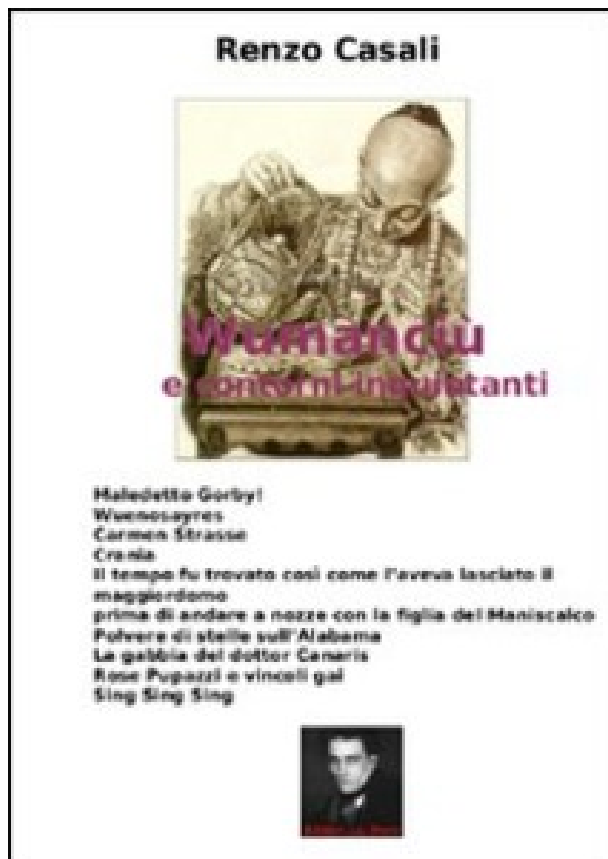 Renzo Casali
Wumanciù
e contorni inquietanti
Maledetto Gorby!
Wuenosayres
Carmen Strasse
Crania
Il tempo fu trovato così come l'aveva lasciato il
maggiordomo
prima di andare a nozze con la figlia del Maniscalco
Polvere di stelle sull'Alabama
La gabbia del dottor Canaris
Rose Pupazzi e vincoli gai
Sing Sing Sing